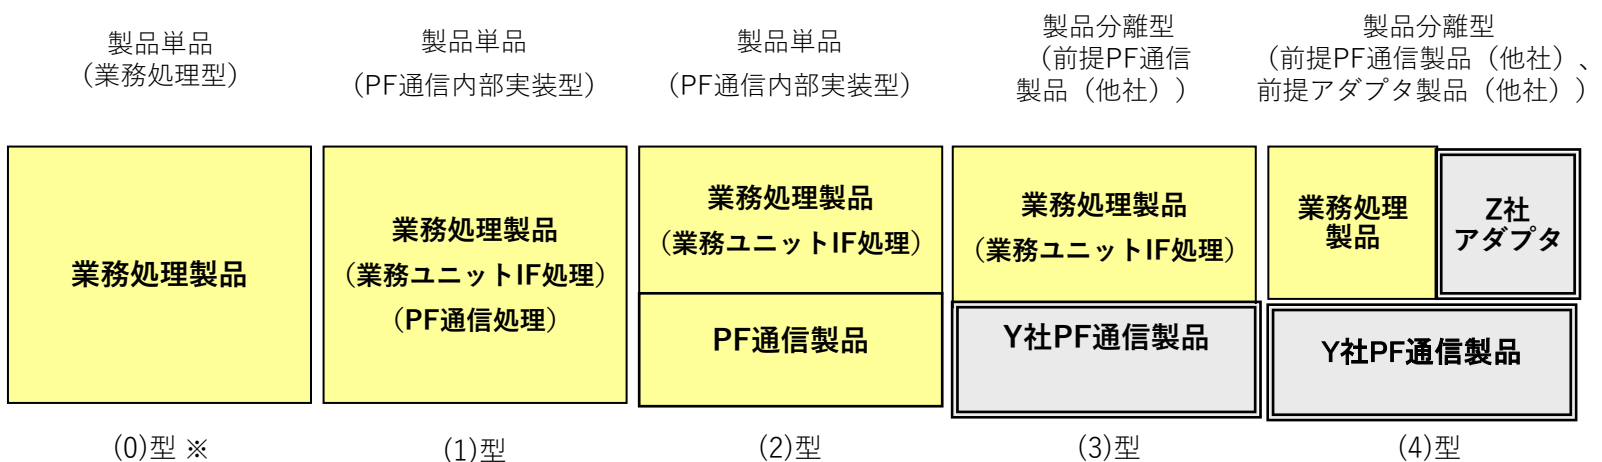 製品単品
（業務処理型）
製品単品
（PF通信内部実装型）
製品単品
（PF通信内部実装型）
製品分離型
（前提PF通信
製品（他社））
製品分離型
（前提PF通信製品（他社）、
前提アダプタ製品（他社））
業務処理製品
業務処理製品
（業務ユニットIF処理）
（PF通信処理）
業務処理製品
（業務ユニットIF処理）
PF通信製品
業務処理製品
（業務ユニットIF処理）
Y社PF通信製品
業務処理
製品
Z社
アダプタ
Y社PF通信製品
(0)型 ※
(1)型
(2)型
(3)型
(4)型